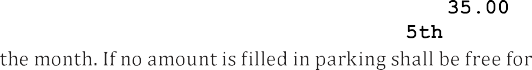 35.00
5th
the month. If no amount is filled in parking shall be free for